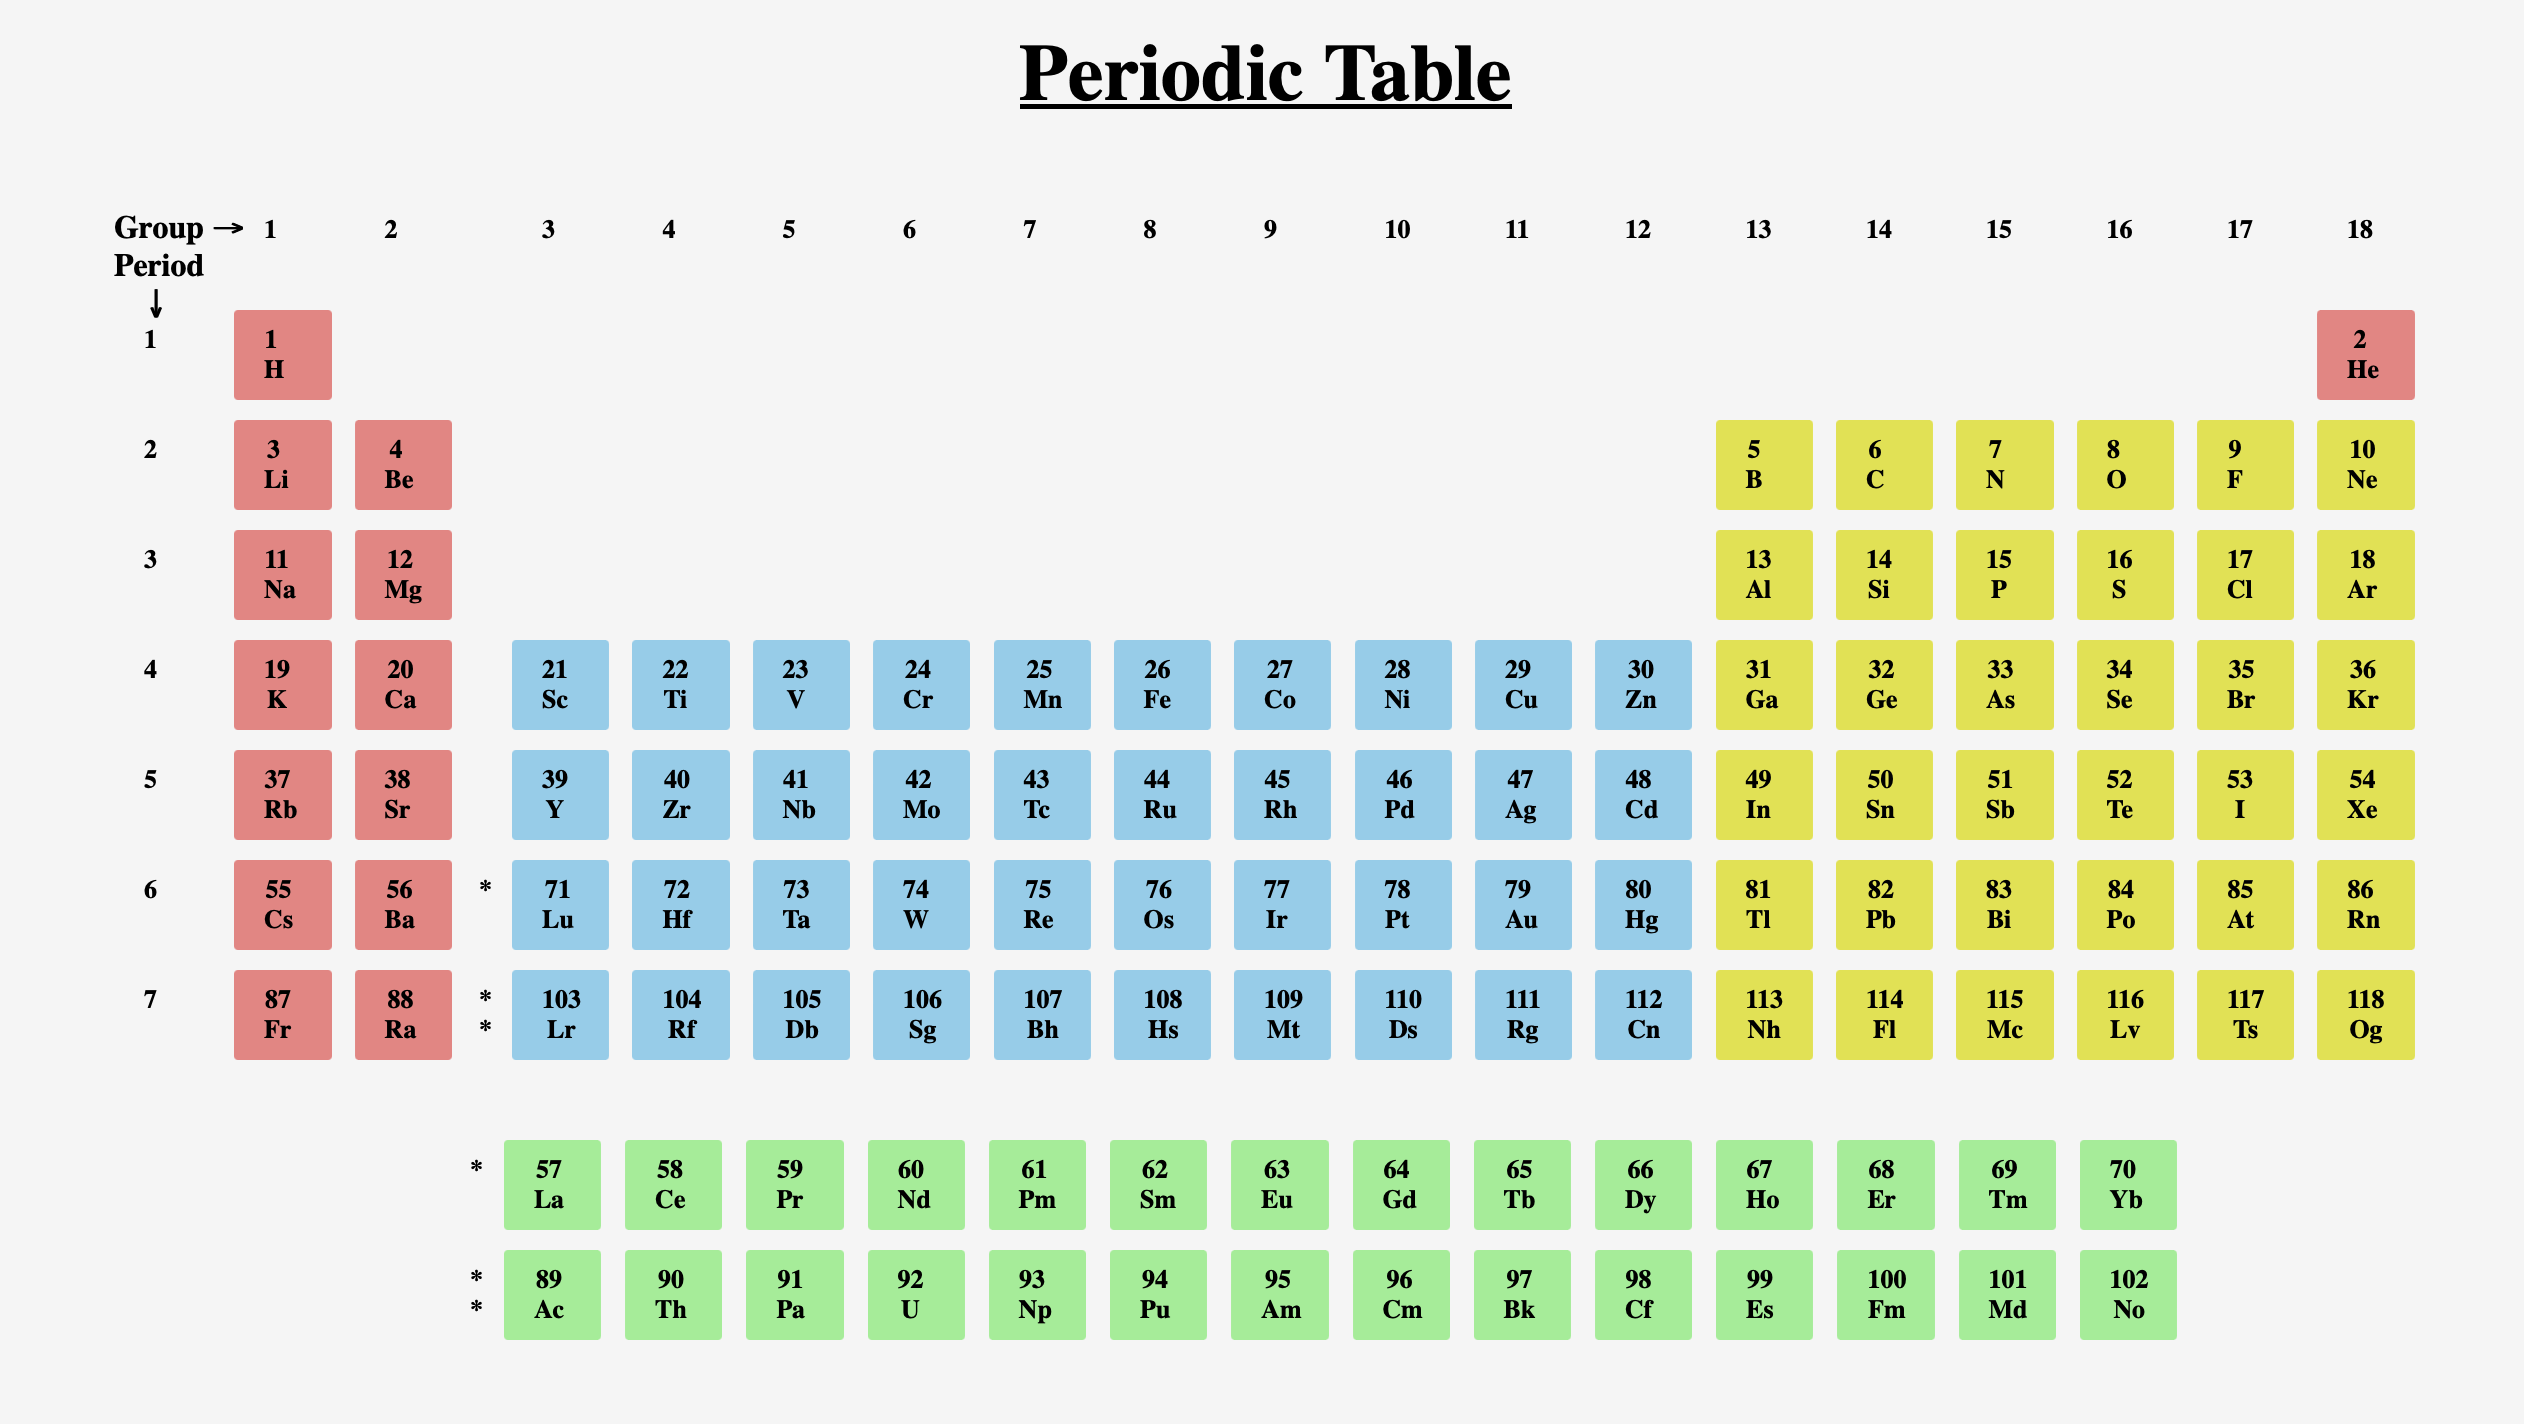 Periodic Table
Group → 1 2 3 4 5 6 7 8 9 10 11 12 13 14 15 16 17 18
Period
↓
1 1 2
H He
2 3 4 5 6 7 8 9 10
Li Be B C N O F Ne
3 11 12 13 14 15 16 17 18
Na Mg Al Si P S Cl Ar
4 19 20 21 22 23 24 25 26 27 28 29 30 31 32 33 34 35 36
K Ca Sc Ti V Cr Mn Fe Co Ni Cu Zn Ga Ge As Se Br Kr
5 37 38 39 40 41 42 43 44 45 46 47 48 49 50 51 52 53 54
Rb Sr Y Zr Nb Mo Tc Ru Rh Pd Ag Cd In Sn Sb Te I Xe
6 55 56 * 71 72 73 74 75 76 77 78 79 80 81 82 83 84 85 86
Cs Ba Lu Hf Ta W Re Os Ir Pt Au Hg Tl Pb Bi Po At Rn
7 87 88 * 103 104 105 106 107 108 109 110 111 112 113 114 115 116 117 118
Fr Ra * Lr Rf Db Sg Bh Hs Mt Ds Rg Cn Nh Fl Mc Lv Ts Og
* 57 58 59 60 61 62 63 64 65 66 67 68 69 70
La Ce Pr Nd Pm Sm Eu Gd Tb Dy Ho Er Tm Yb
* 89 90 91 92 93 94 95 96 97 98 99 100 101 102
* Ac Th Pa U Np Pu Am Cm Bk Cf Es Fm Md No